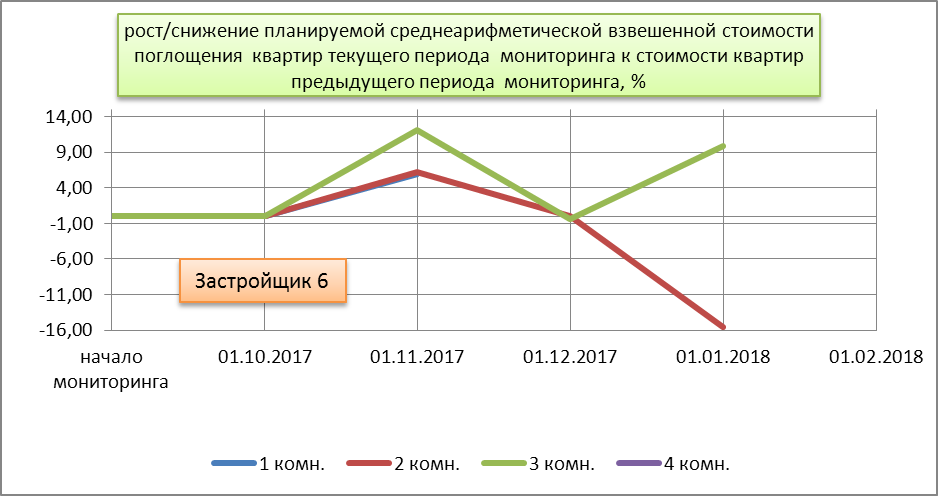 рост/снижение планируемой среднеарифметической взвешенной стоимости
поглощения квартир текущего периода мониторинга к стоимости квартир
предыдущего периода мониторинга, %
14,00
9,00
4,00
-1,00
-6,00
-11,00
-16,00
Застройщик 6
начало
мониторинга
01.10.2017
01.11.2017
01.12.2017
01.01.2018
01.02.2018
1 комн.
2 комн.
3 комн.
4 комн.